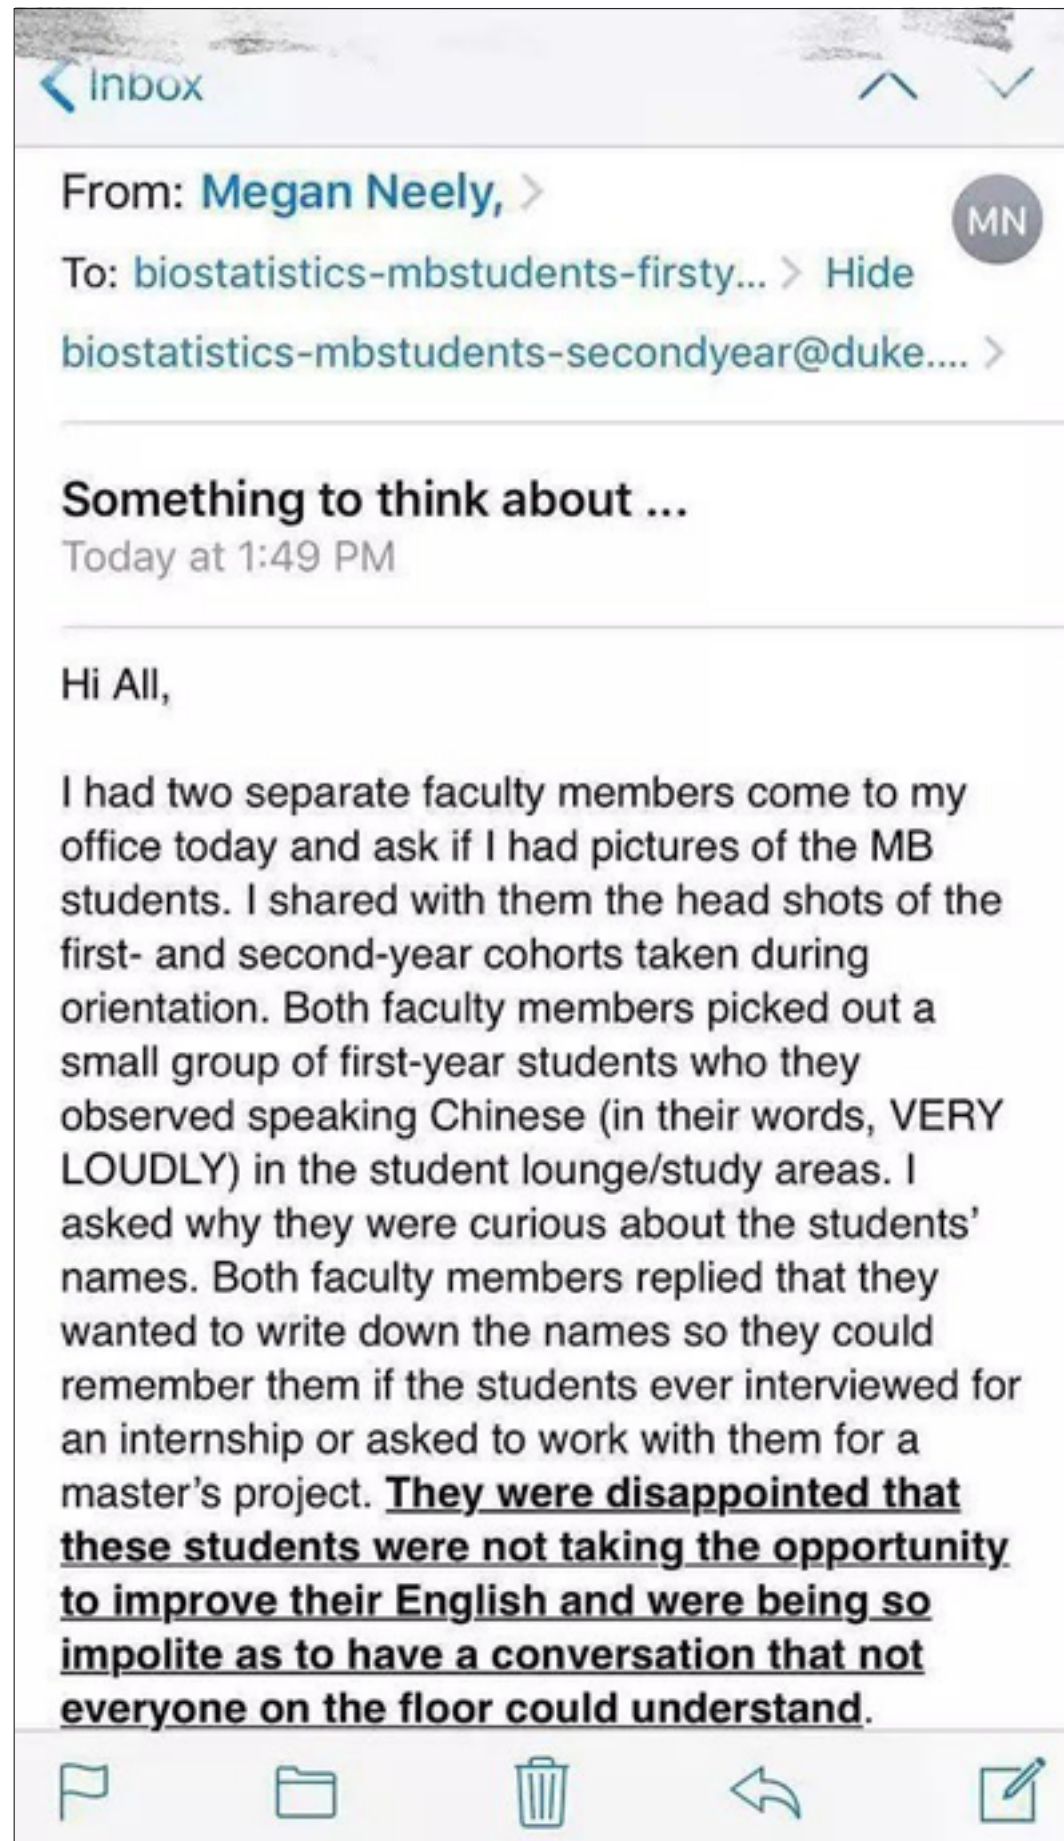 Inbox
From: Megan Neely,
MN
To: biostatistics-mbstudents-firsty... Hide
biostatistics-mbstudents-secondyear@duke....
Something to think about ...
Today at 1:49 PM
Hi All,
I had two separate faculty members come to my
office today and ask if I had pictures of the MB
students. I shared with them the head shots of the
first- and second-year cohorts taken during
orientation. Both faculty members picked out a
small group of first-year students who they
observed speaking Chinese (in their words, VERY
LOUDLY) in the student lounge/study areas. I
asked why they were curious about the students’
names. Both faculty members replied that they
wanted to write down the names so they could
remember them if the students ever interviewed for
an internship or asked to work with them for a
master’s project. They were disappointed that
these students were not taking the opportunity
to improve their English and were being so
impolite as to have a conversation that not
everyone on the floor could understand.